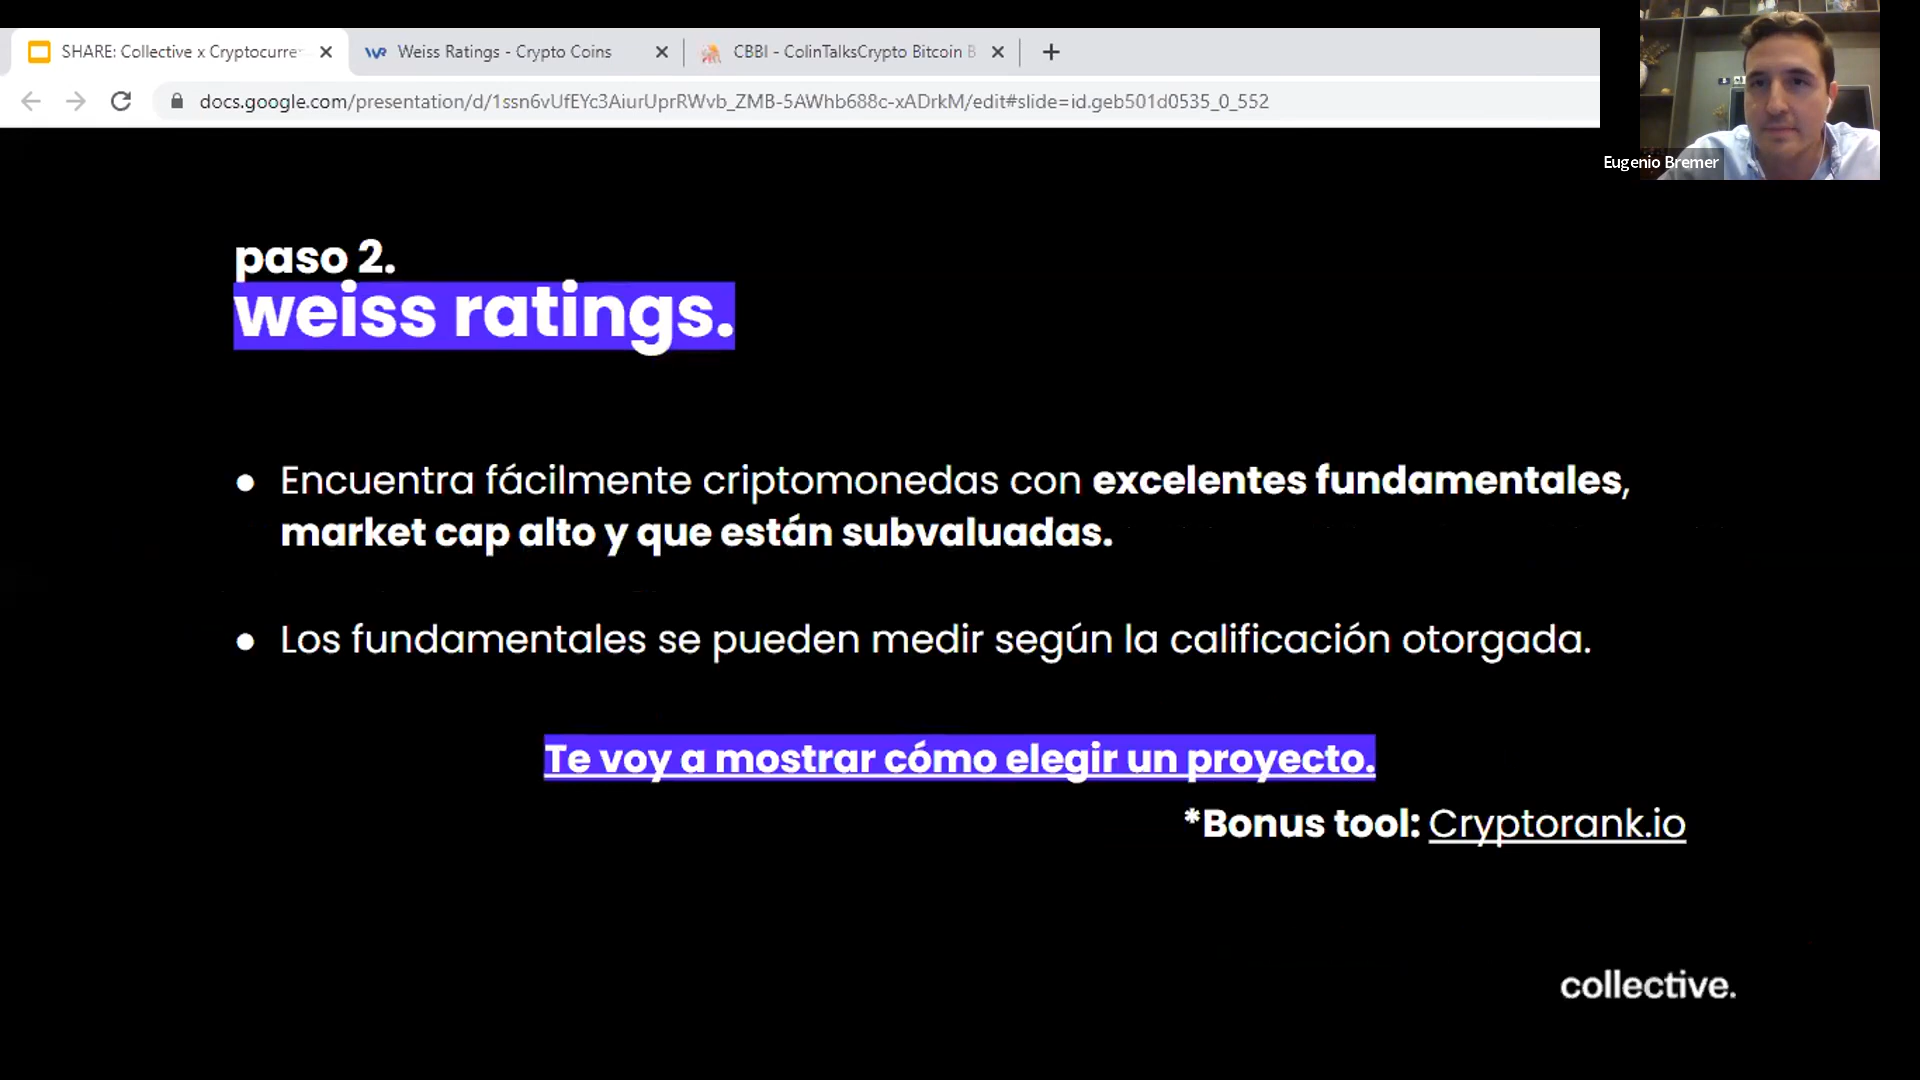 SHARE: Collective x Cryptocurre
Weiss Ratings - Crypto Coins
CBBI - ColinTalksCrypto Bitcoin B
docs.google.com/presentation/d/1ssn6vUfEYc3AiurUprRWvb_ZMB-5AWhb688c-xADrkM/edit#slide=id.geb501d0535_0_552
Eugenio Bremer
paso 2.
weiss ratings.
● Encuentra fácilmente criptomonedas con excelentes fundamentales,
market cap alto y que están subvaluadas.
● Los fundamentales se pueden medir según la calificación otorgada.
Te voy a mostrar cómo elegir un proyecto.
*Bonus tool: Cryptorank.io
collective.